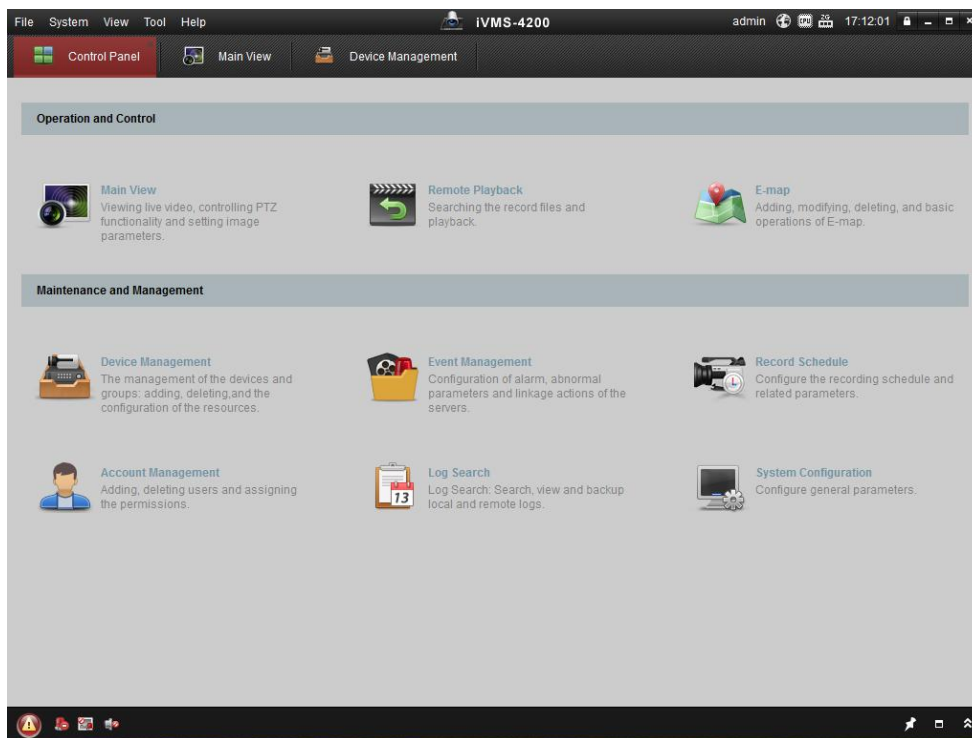 File System View Tool Help iVMS-4200 admin 17:12:01
Control Panel Main View Device Management
Operation and Control
Main View
Viewing live video, controlling PTZ
functionality and setting image
parameters.
Remote Playback
Searching the record files and
playback.
E-map
Adding, modifying, deleting, and basic
operations of E-map.
Maintenance and Management
Device Management
The management of the devices and
groups: adding, deleting,and the
configuration of the resources.
Event Management
Configuration of alarm, abnormal
parameters and linkage actions of the
servers.
Record Schedule
Configure the recording schedule and
related parameters.
Account Management
Adding, deleting users and assigning
the permissions.
Log Search
Log Search: Search, view and backup
local and remote logs.
13
System Configuration
Configure general parameters.